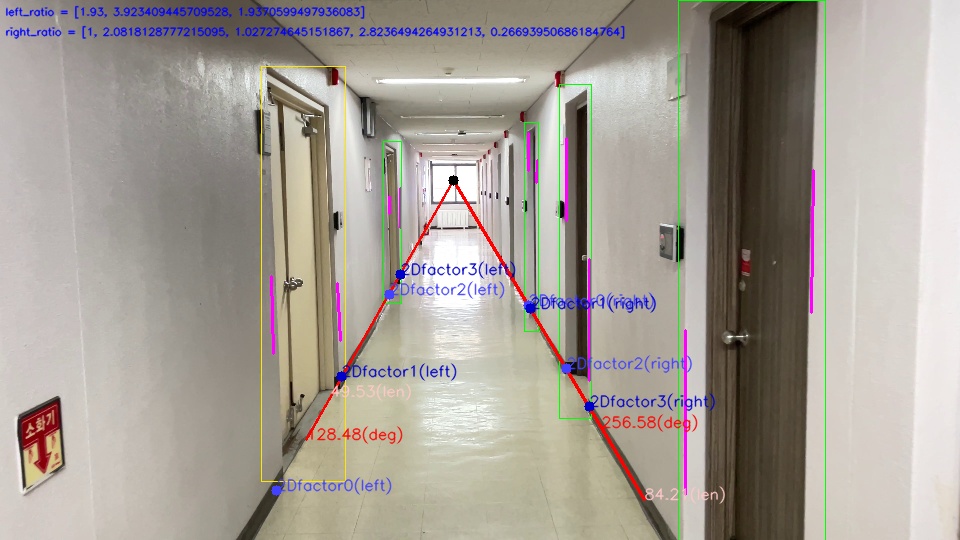 left_ratio = [1.93, 3.923409445709528, 1.9370599497936083]
right_ratio = [1, 2.0818128777215095, 1.027274645151867, 2.8236494264931213, 0.26693950686184764]
2Dfactor3(left)
2Dfactor2(left)
2Dfactor1(right)
2Dfactor2(right)
2Dfactor1(left)
49.53(len)
2Dfactor3(right)
256.58(deg)
128.48(deg)
소화기
2Dfactor0(left)
84.21(len)